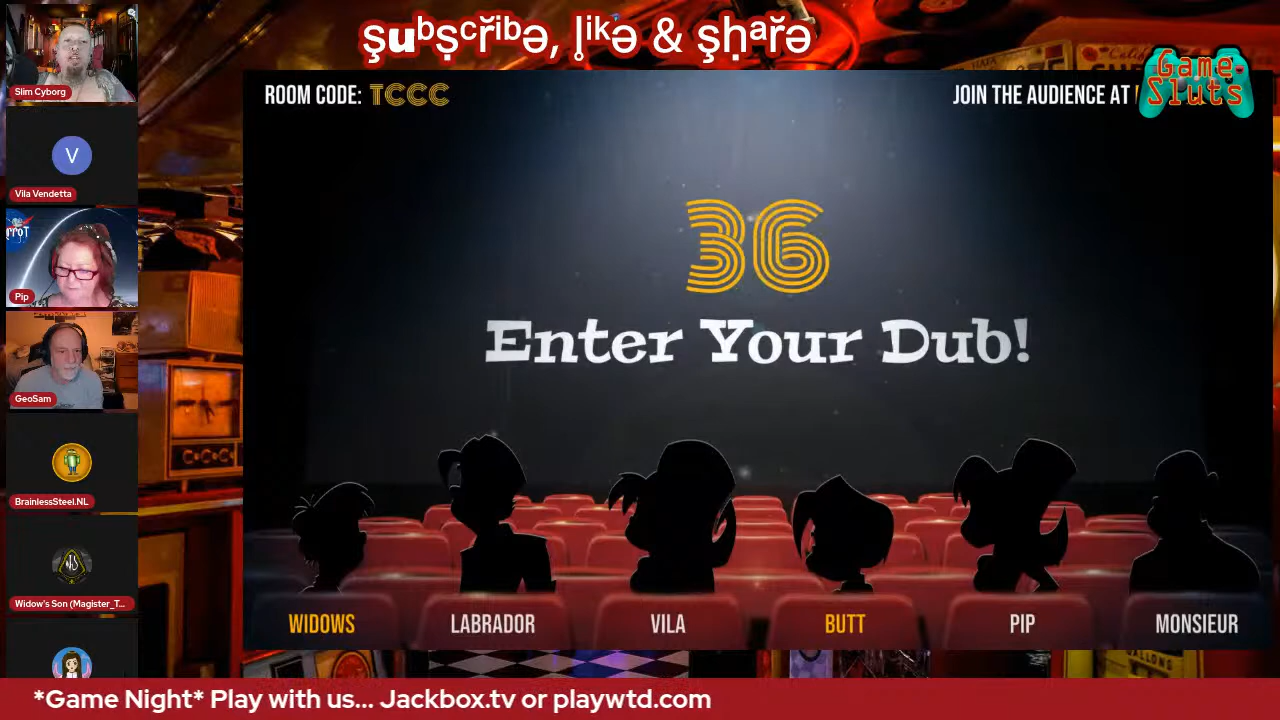 şuᵇşᶜřⁱᵇə, l̥ⁱᵏə & şḥᵃřə
Game-
Sluts
ROOM CODE: TCCC
JOIN THE AUDIENCE AT
36
Enter Your Dub!
WIDOWS
LABRADOR
VILA
BUTT
PIP
MONSIEUR
Slim Cyborg
V
Vila Vendetta
Pip
GeoSam
BrainlessSteel.NL
Widow's Son (Magister_T...
*Game Night* Play with us... Jackbox.tv or playwtd.com